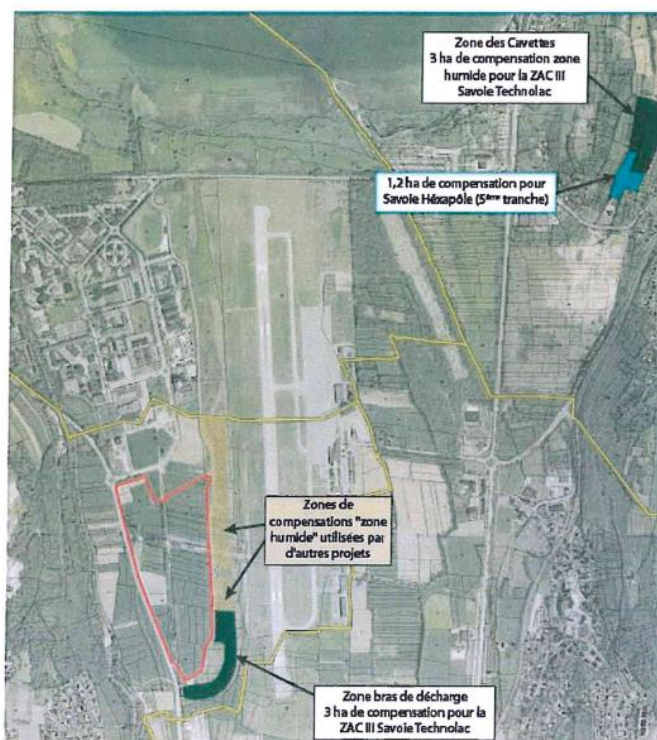 Zone des Cavettes
3 ha de compensation zone
humide pour la ZAC III
Savoie Technolac
1,2 ha de compensation pour
Savoie Héxapôle (5ème tranche)
Zones de
compensations "zone
humide" utilisées par
d'autres projets
Zone bras de décharge
3 ha de compensation pour la
ZAC III Savoie Technolac